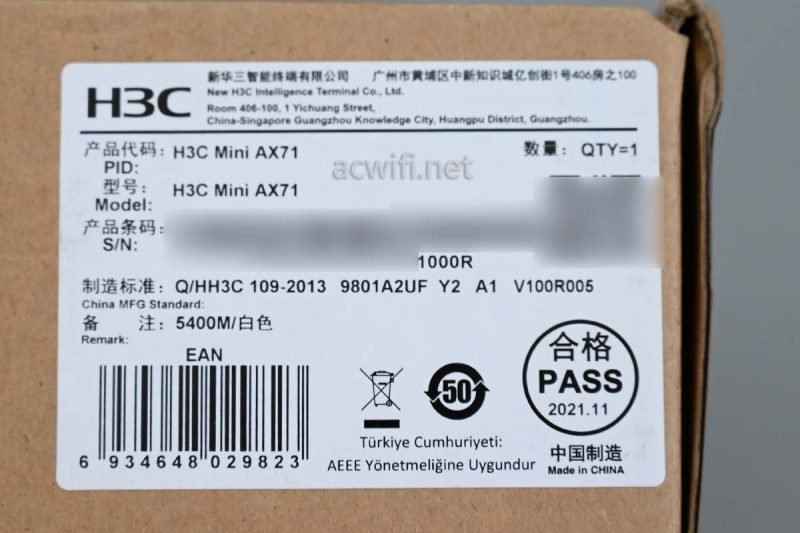 H3C
新华三智能终端有限公司 广州市黄埔区中新知识城亿创街1号406房之100
New H3C Intelligence Terminal Co., Ltd.
Room 406-100, 1 Yichuang Street,
China-Singapore Guangzhou Knowledge City, Huangpu District, Guangzhou.
产品代码: H3C Mini AX71 数量: QTY=1
PID:
acwifi.net
型号: H3C Mini AX71
Model:
产品条码:
S/N:
1000R
制造标准: Q/HH3C 109-2013 9801A2UF Y2 A1 V100R005
China MFG Standard:
备 注: 5400M/白色
Remark:
EAN
6 934648 029823
50
Türkiye Cumhuriyeti:
AEEE Yönetmeliğine Uygundur
合格
PASS
2021.11
中国制造
Made in CHINA